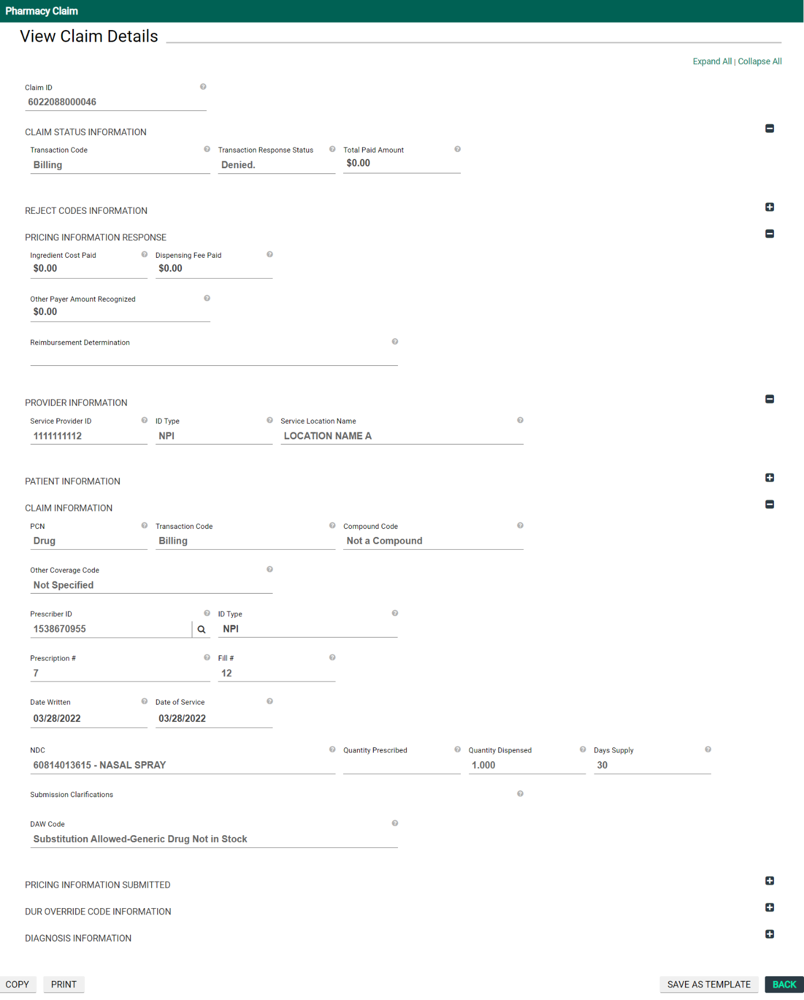 Pharmacy Claim
View Claim Details
Expand All | Collapse All
Claim ID
6022088000046
CLAIM STATUS INFORMATION
Transaction Code Transaction Response Status Total Paid Amount
Billing Denied. $0.00
REJECT CODES INFORMATION
PRICING INFORMATION RESPONSE
Ingredient Cost Paid Dispensing Fee Paid
$0.00 $0.00
Other Payer Amount Recognized
$0.00
Reimbursement Determination
PROVIDER INFORMATION
Service Provider ID ID Type Service Location Name
1111111112 NPI LOCATION NAME A
PATIENT INFORMATION
CLAIM INFORMATION
PCN Transaction Code Compound Code
Drug Billing Not a Compound
Other Coverage Code
Not Specified
Prescriber ID ID Type
1538670955 NPI
Prescription # Fill #
7 12
Date Written Date of Service
03/28/2022 03/28/2022
NDC Quantity Prescribed Quantity Dispensed Days Supply
60814013615 - NASAL SPRAY 1.000 30
Submission Clarifications
DAW Code
Substitution Allowed-Generic Drug Not in Stock
PRICING INFORMATION SUBMITTED
DUR OVERRIDE CODE INFORMATION
DIAGNOSIS INFORMATION
COPY PRINT SAVE AS TEMPLATE BACK